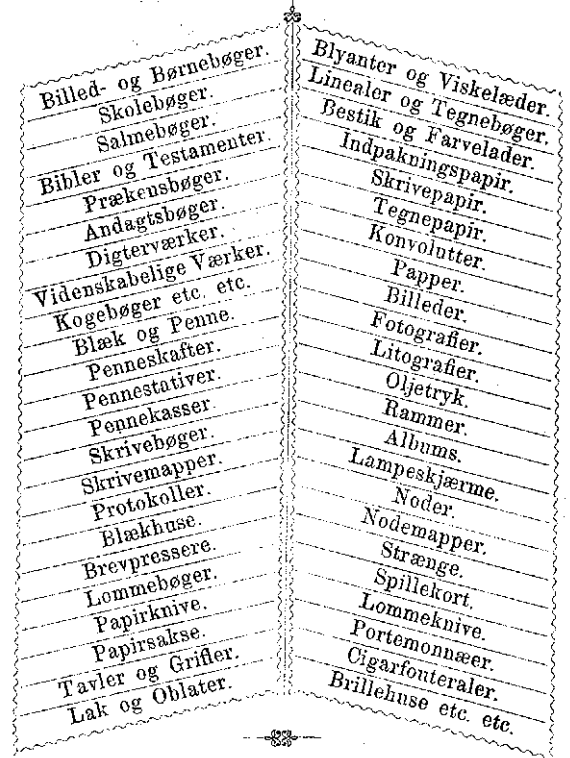 Billed- og Børnebøger.
Skolebøger.
Salmebøger.
Bibler og Testamenter.
Prækensbøger.
Andagtsbøger.
Digterværker.
Videnskabelige Værker.
Kogebøger etc. etc.
Blæk og Penne.
Penneskafter.
Pennestativer.
Pennekasser
Skrivebøger.
Skrivemapper.
Protokoller.
Blækhuse.
Brevpressere.
Lommebøger.
Papirknive.
Papirsakse.
Tavler og Grifler.
Lak og Oblater.
Blyanter og Viskelæder.
Linealer og Tegnebøger.
Bestik og Farvelader.
Indpakningspapir.
Skrivepapir.
Tegnepapir.
Konvolutter.
Papper.
Billeder.
Fotografier.
Litografier.
Oljetryk.
Rammer.
Albums.
Lampeskjærme.
Noder.
Nodemapper.
Strænge.
Spillekort.
Lommeknive.
Portemonnæer.
Cigarfouteraler.
Brillehuse etc. etc.